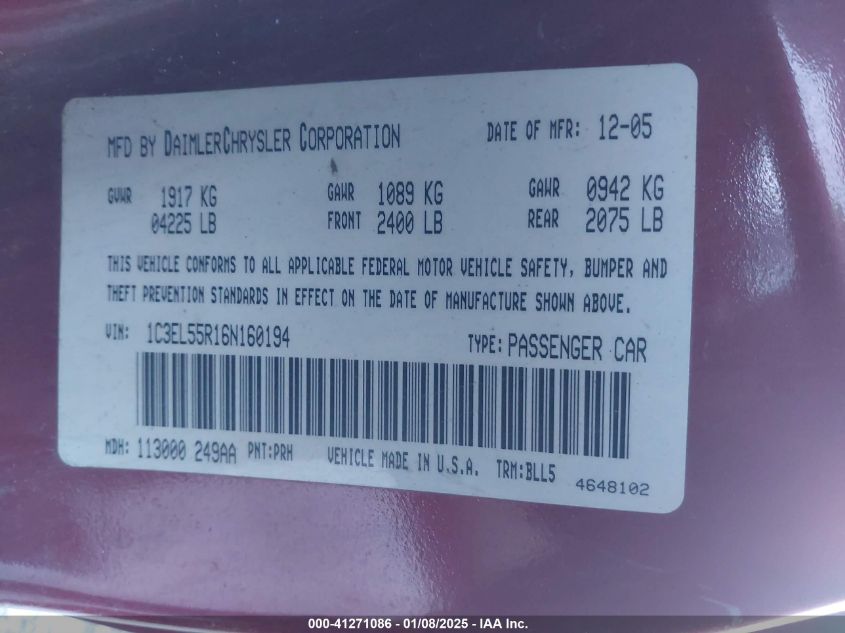 MFD BY DAIMLERCHRYSLER CORPORATION DATE OF MFR: 12-05
GVWR 1917 KG GAWR 1089 KG GAWR 0942 KG
04225 LB FRONT 2400 LB REAR 2075 LB
THIS VEHICLE CONFORMS TO ALL APPLICABLE FEDERAL MOTOR VEHICLE SAFETY, BUMPER AND
THEFT PREVENTION STANDARDS IN EFFECT ON THE DATE OF MANUFACTURE SHOWN ABOVE.
VIN: 1C3EL55R16N160194 TYPE: PASSENGER CAR
MDH: 113000 249AA PNT:PRH VEHICLE MADE IN U.S.A. TRM:BLL5
4648102
000-41271086 - 01/08/2025 - IAA Inc.